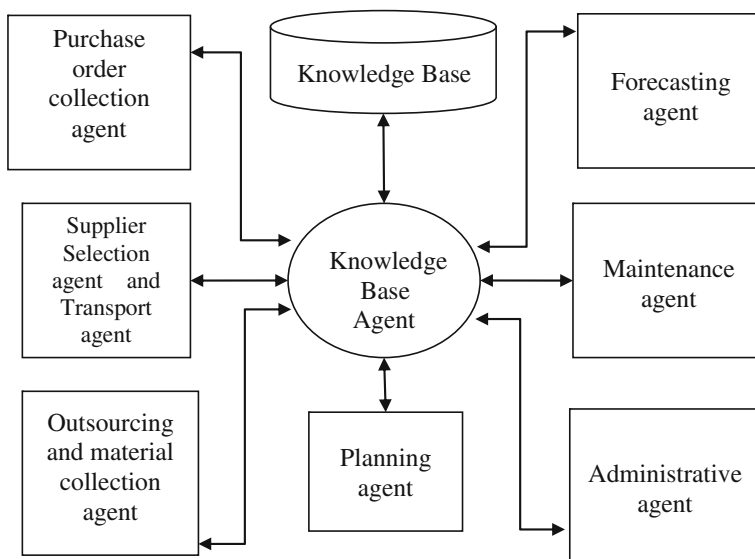 Purchase
order
collection
agent
Knowledge Base
Forecasting
agent
Supplier
Selection
agent and
Transport
agent
Knowledge
Base
Agent
Maintenance
agent
Outsourcing
and material
collection
agent
Planning
agent
Administrative
agent